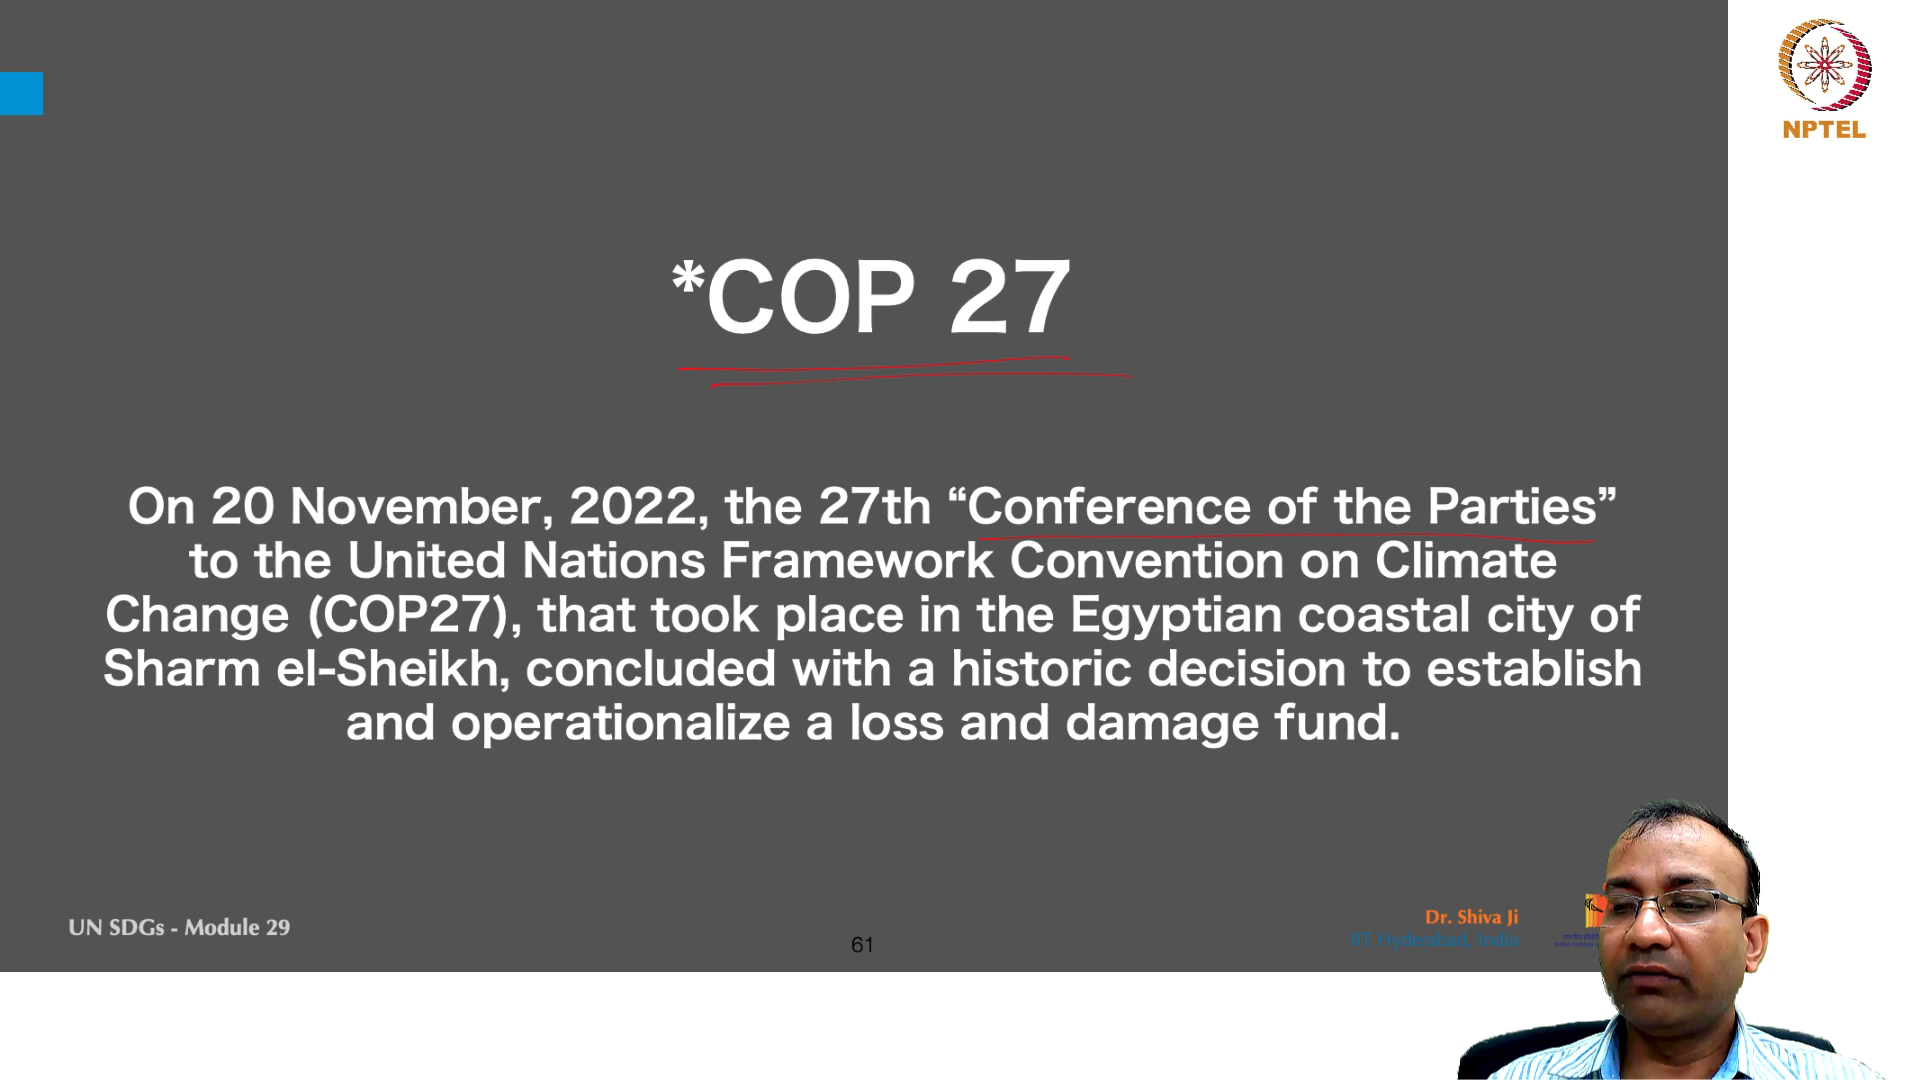 NPTEL
*COP 27
On 20 November, 2022, the 27th “Conference of the Parties”
to the United Nations Framework Convention on Climate
Change (COP27), that took place in the Egyptian coastal city of
Sharm el-Sheikh, concluded with a historic decision to establish
and operationalize a loss and damage fund.
UN SDGs - Module 29
61
Dr. Shiva Ji
IIT Hyderabad, India